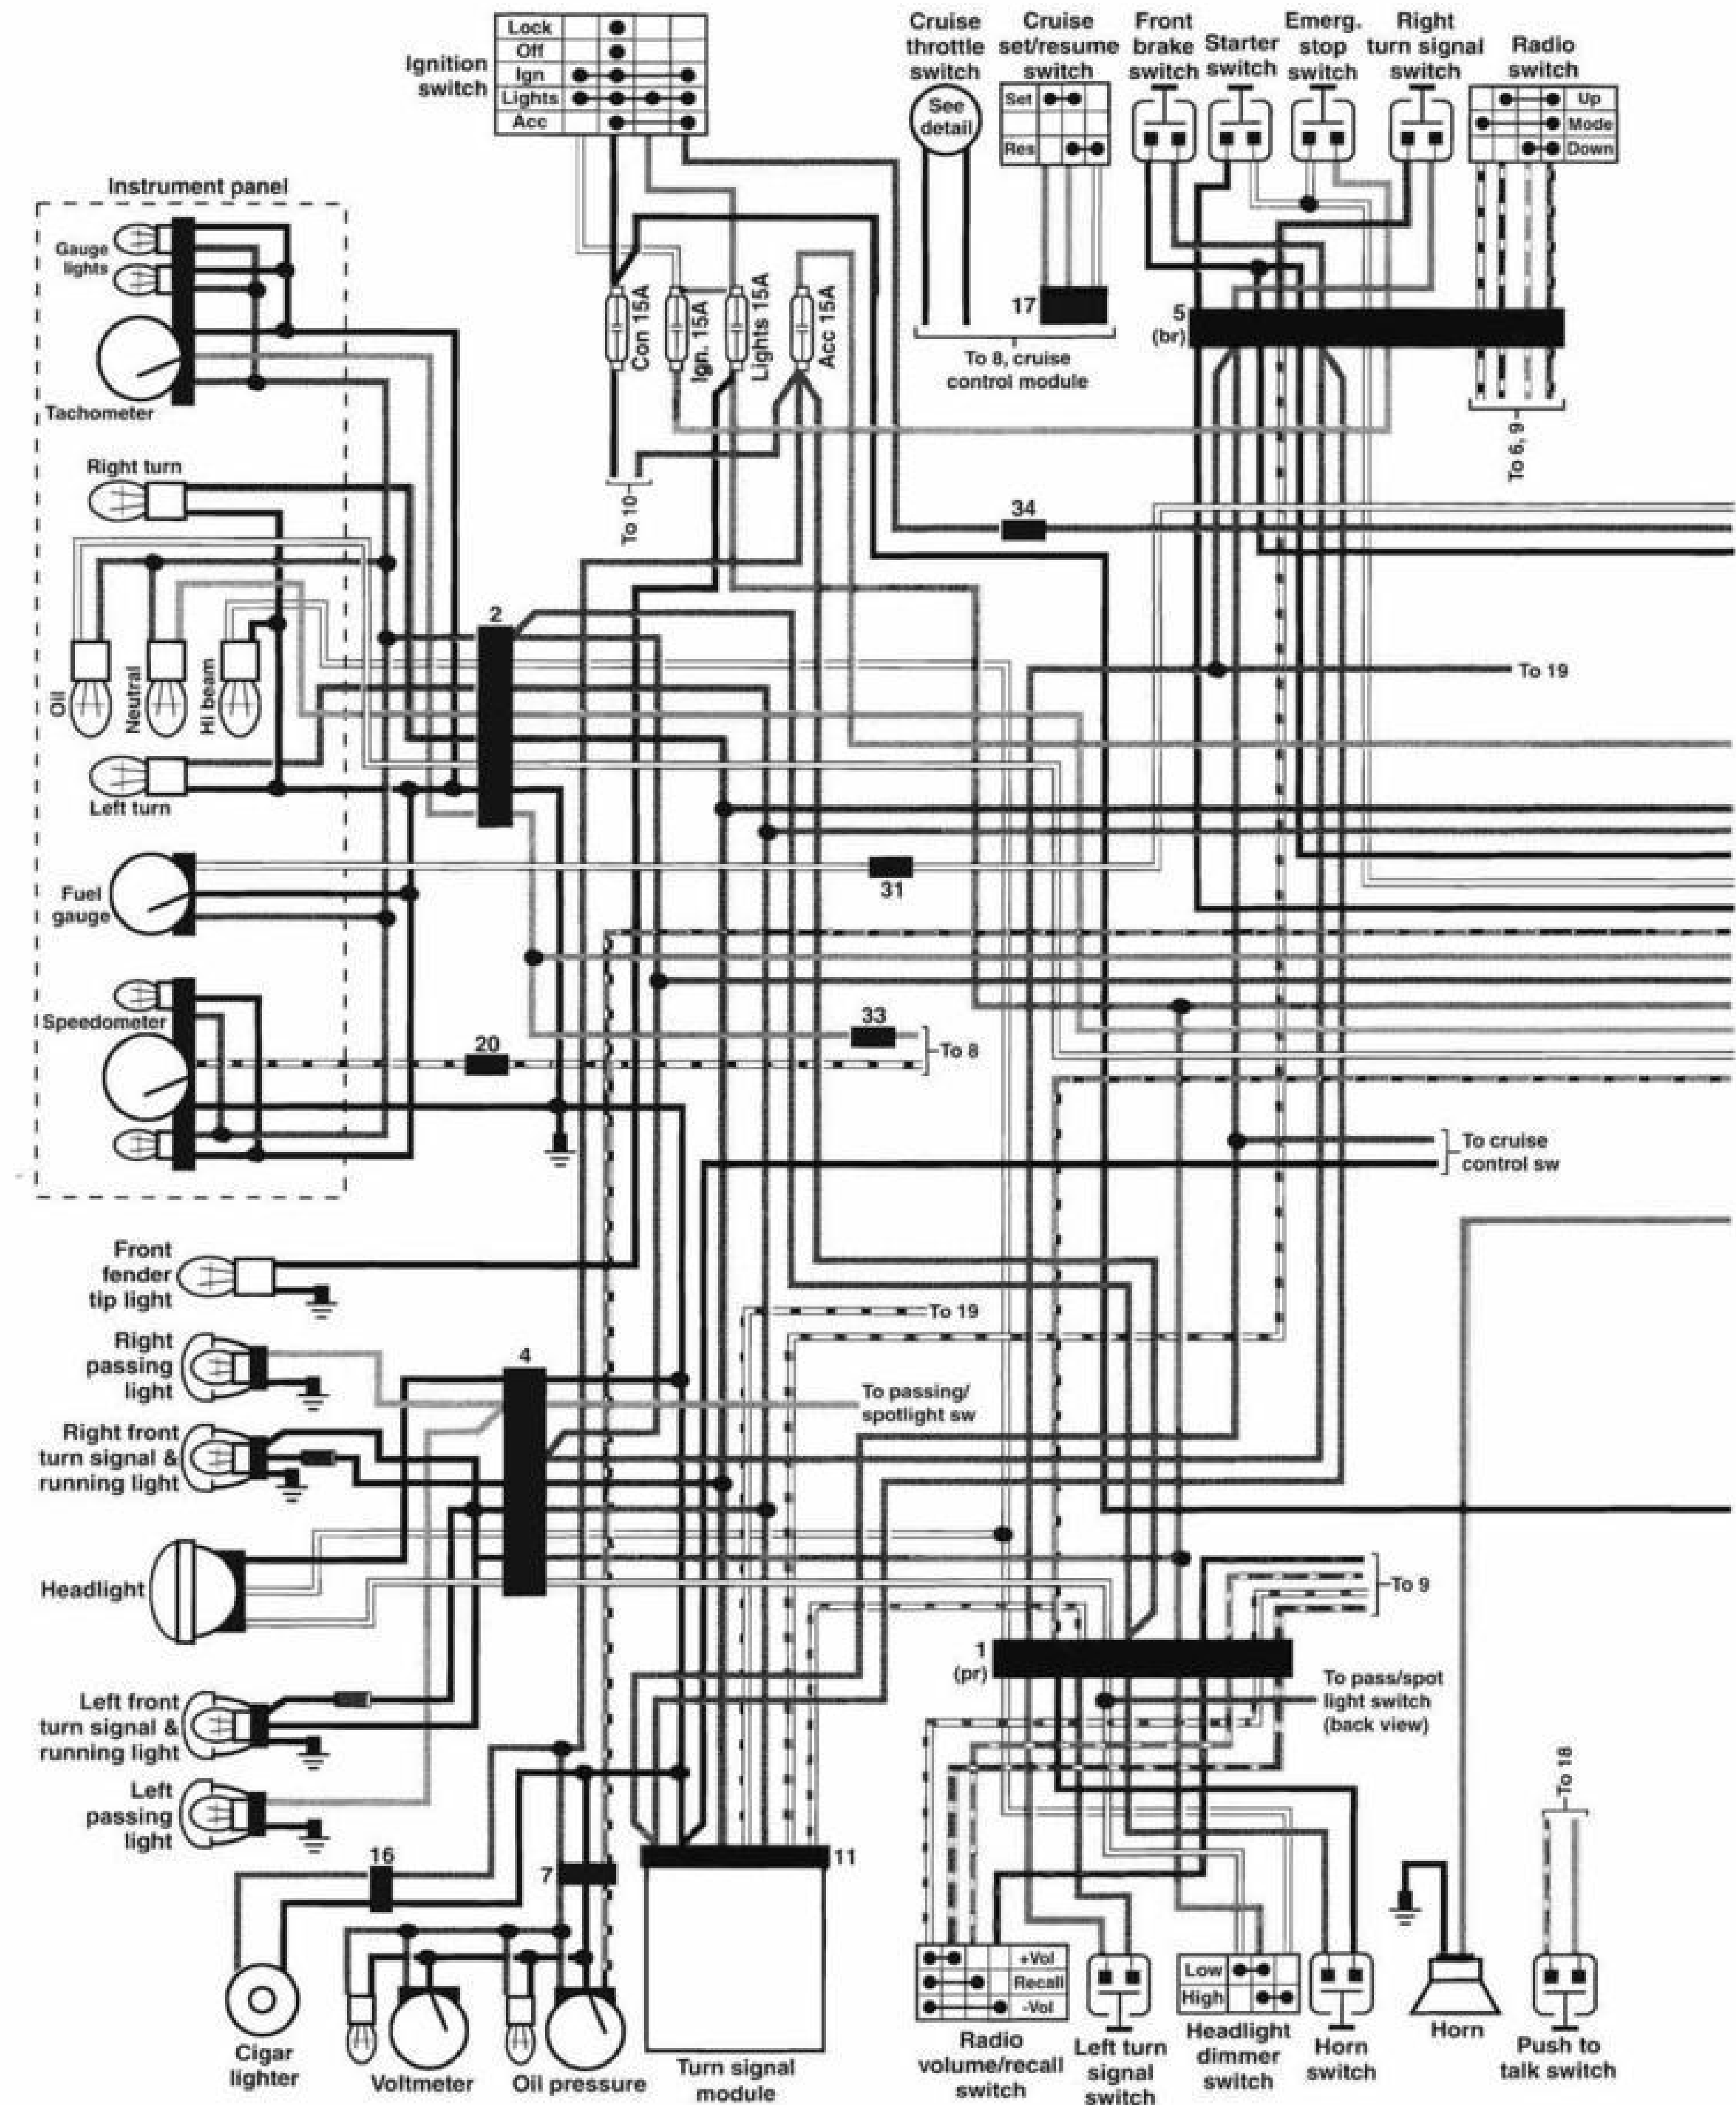 Ignition
switch
Lock
Off
Ign
Lights
Acc
Cruise
throttle
switch
See
detail
Cruise
set/resume
switch
Set
Res
Front
brake
switch
Starter
switch
Emerg.
stop
switch
Right
turn signal
switch
Radio
switch
Up
Mode
Down
17
To 8, cruise
control module
5
(br)
To 6, 9
Instrument panel
Gauge
lights
Tachometer
Con 15A
Ign. 15A
Lights 15A
Acc 15A
To 10
Right turn
34
Oil
Neutral
Hi beam
2
To 19
Left turn
Fuel
gauge
31
Speedometer
20
33
To 8
To cruise
control sw
Front
fender
tip light
To 19
Right
passing
light
4
To passing/
spotlight sw
Right front
turn signal &
running light
Headlight
To 9
1
(pr)
To pass/spot
light switch
(back view)
Left front
turn signal &
running light
Left
passing
light
To 18
16
7
11
Cigar
lighter
Voltmeter
Oil pressure
Turn signal
module
+Vol
Recall
-Vol
Radio
volume/recall
switch
Left turn
signal
switch
Low
High
Headlight
dimmer
switch
Horn
switch
Horn
Push to
talk switch